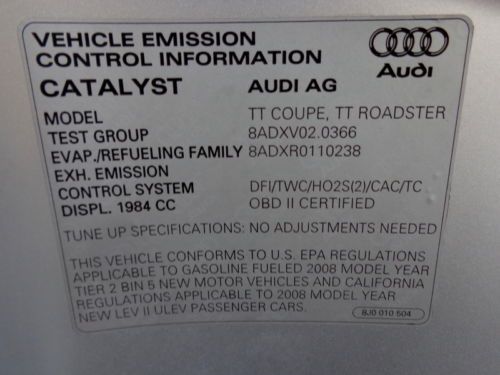 VEHICLE EMISSION
CONTROL INFORMATION
Audi
CATALYST AUDI AG
MODEL TT COUPE, TT ROADSTER
TEST GROUP 8ADXV02.0366
EVAP./REFUELING FAMILY 8ADXR0110238
EXH. EMISSION
CONTROL SYSTEM DFI/TWC/HO2S(2)/CAC/TC
DISPL. 1984 CC OBD II CERTIFIED
TUNE UP SPECIFICATIONS: NO ADJUSTMENTS NEEDED
THIS VEHICLE CONFORMS TO U.S. EPA REGULATIONS
APPLICABLE TO GASOLINE FUELED 2008 MODEL YEAR
TIER 2 BIN 5 NEW MOTOR VEHICLES AND CALIFORNIA
REGULATIONS APPLICABLE TO 2008 MODEL YEAR
NEW LEV II ULEV PASSENGER CARS.
8J0 010 504